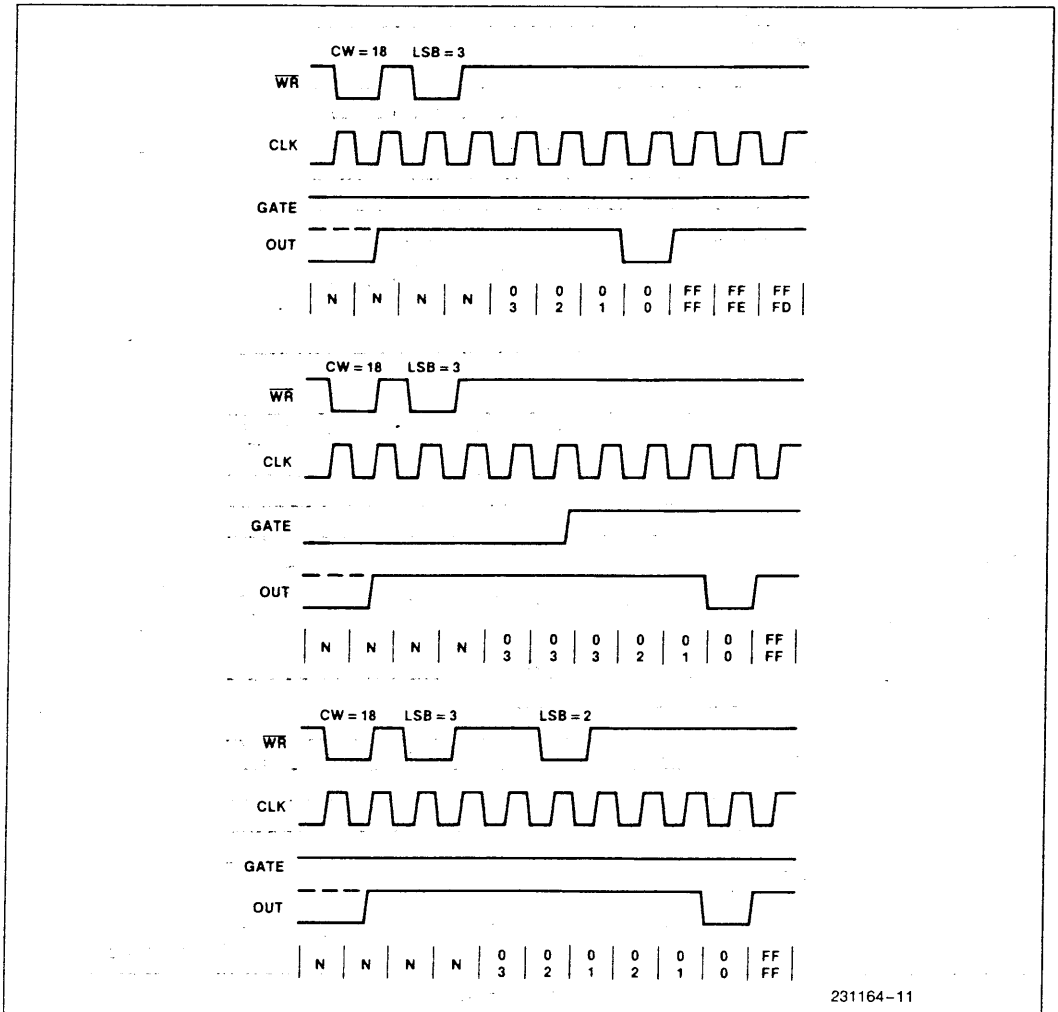 CW = 18 LSB = 3
WR
CLK
GATE
OUT
N N N N 0 0 0 0 FF FF FF
3 2 1 0 FF FE FD
CW = 18 LSB = 3
WR
CLK
GATE
OUT
N N N N 0 0 0 0 0 0 FF
3 3 3 2 1 0 FF
CW = 18 LSB = 3 LSB = 2
WR
CLK
GATE
OUT
N N N N 0 0 0 0 0 0 FF
3 2 1 2 1 0 FF
231164-11